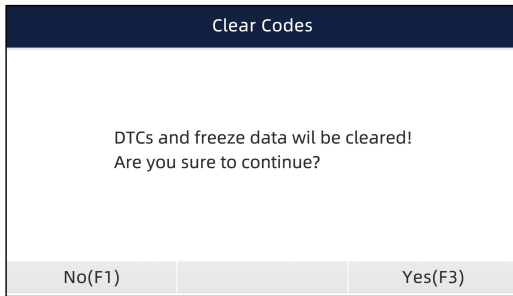 Clear Codes
DTCs and freeze data wil be cleared!
Are you sure to continue?
No(F1)
Yes(F3)